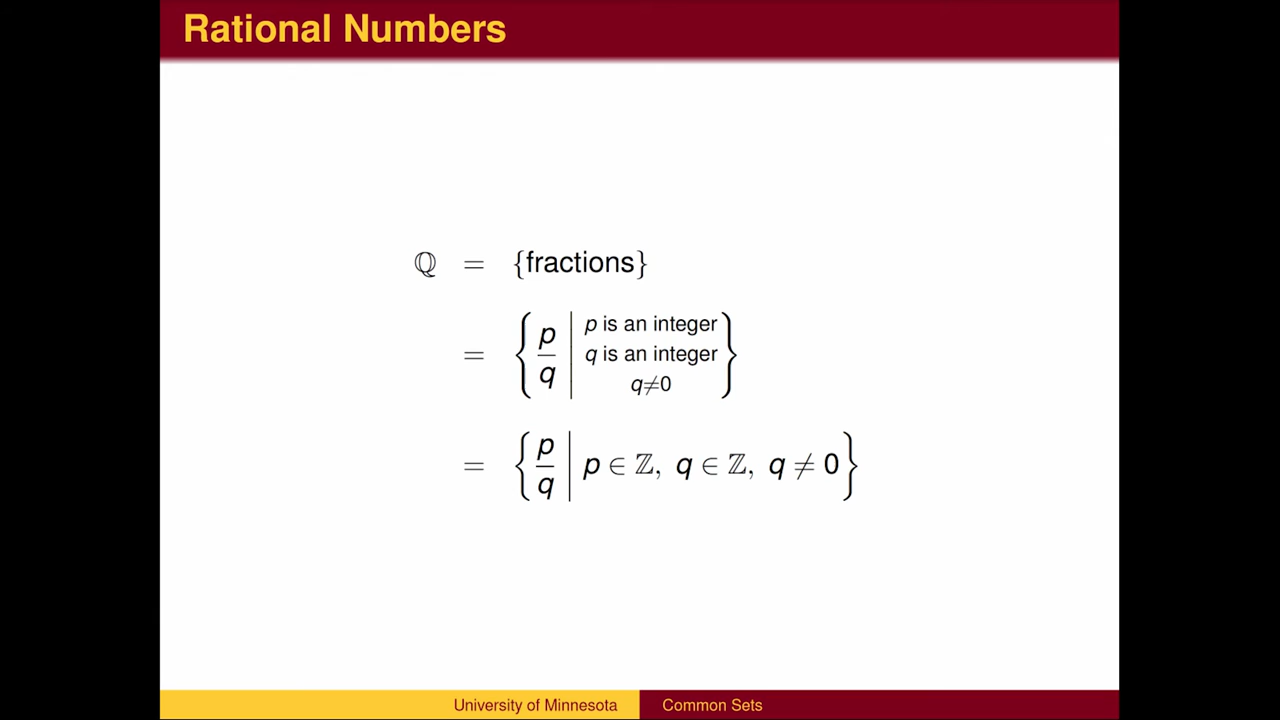 Rational Numbers
ℚ = {fractions}
= { p/q | p is an integer
q is an integer
q≠0 }
= { p/q | p ∈ ℤ, q ∈ ℤ, q ≠ 0 }
University of Minnesota Common Sets